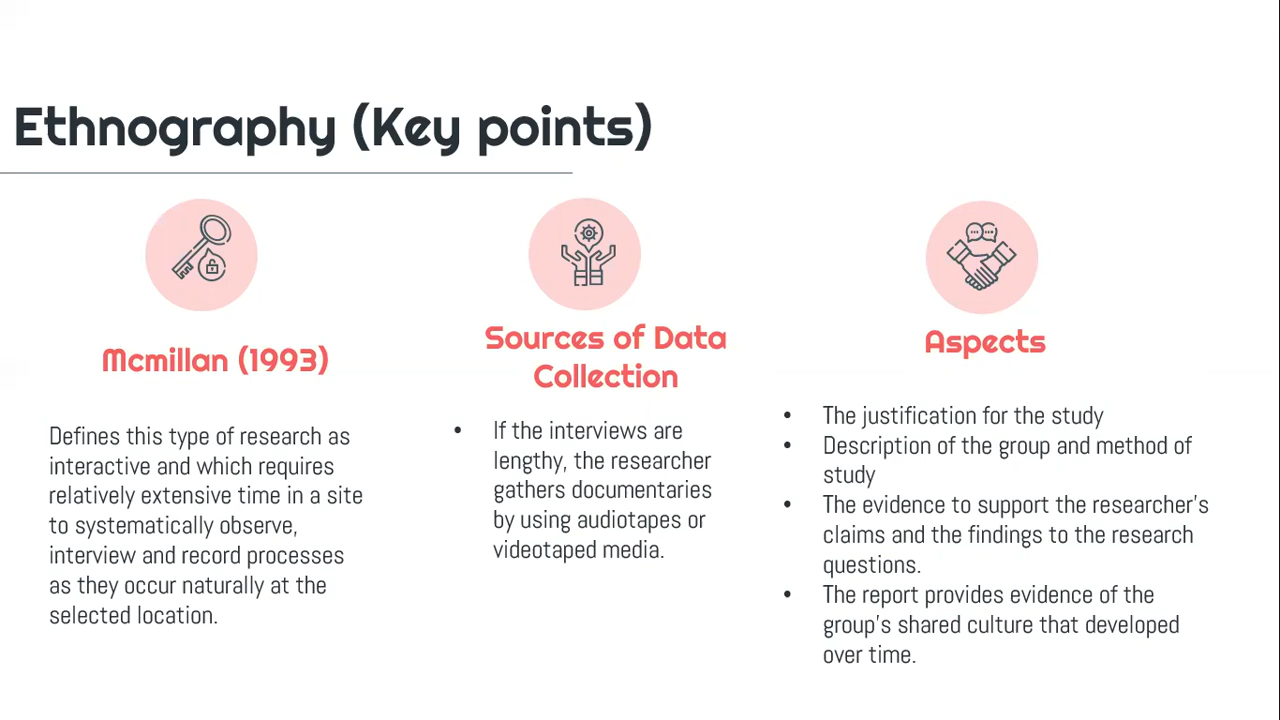 Ethnography (Key points)
Mcmillan (1993)
Defines this type of research as
interactive and which requires
relatively extensive time in a site
to systematically observe,
interview and record processes
as they occur naturally at the
selected location.
Sources of Data
Collection
• If the interviews are
lengthy, the researcher
gathers documentaries
by using audiotapes or
videotaped media.
Aspects
• The justification for the study
• Description of the group and method of
study
• The evidence to support the researcher's
claims and the findings to the research
questions.
• The report provides evidence of the
group's shared culture that developed
over time.